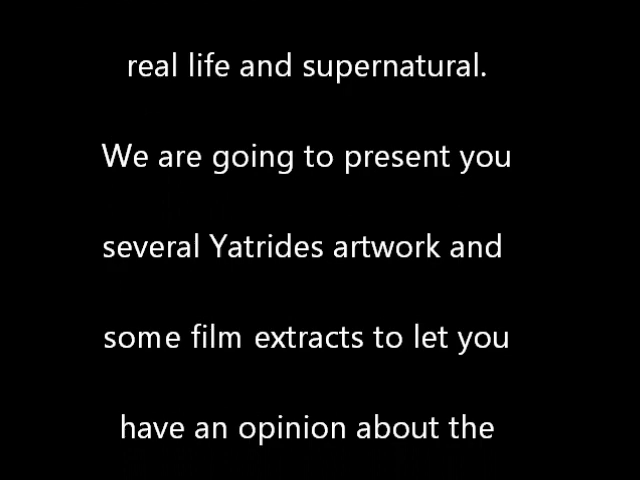 real life and supernatural.
We are going to present you
several Yatrides artwork and
some film extracts to let you
have an opinion about the